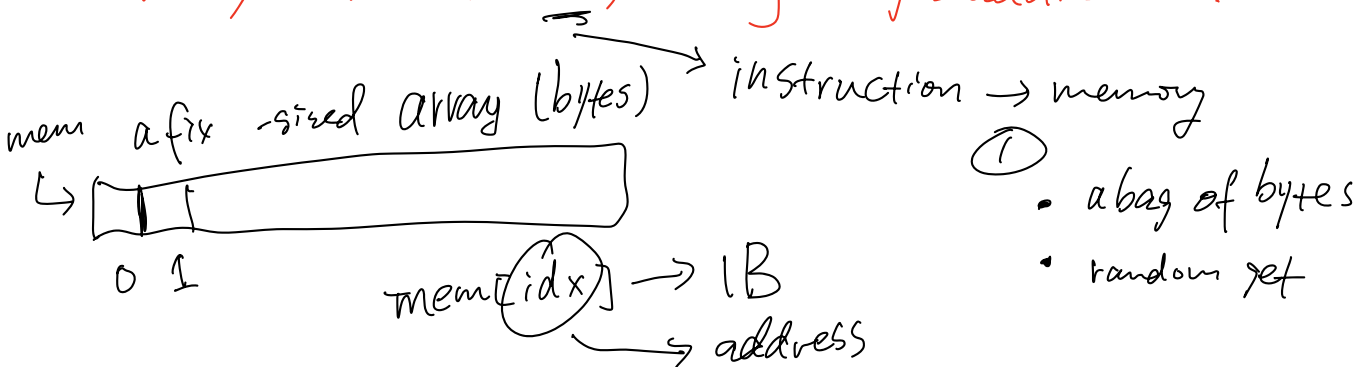 instruction → memory
mem a fix-sized array (bytes)
①
• a bag of bytes
• random get
0 1
mem[idx] → 1B
→ address